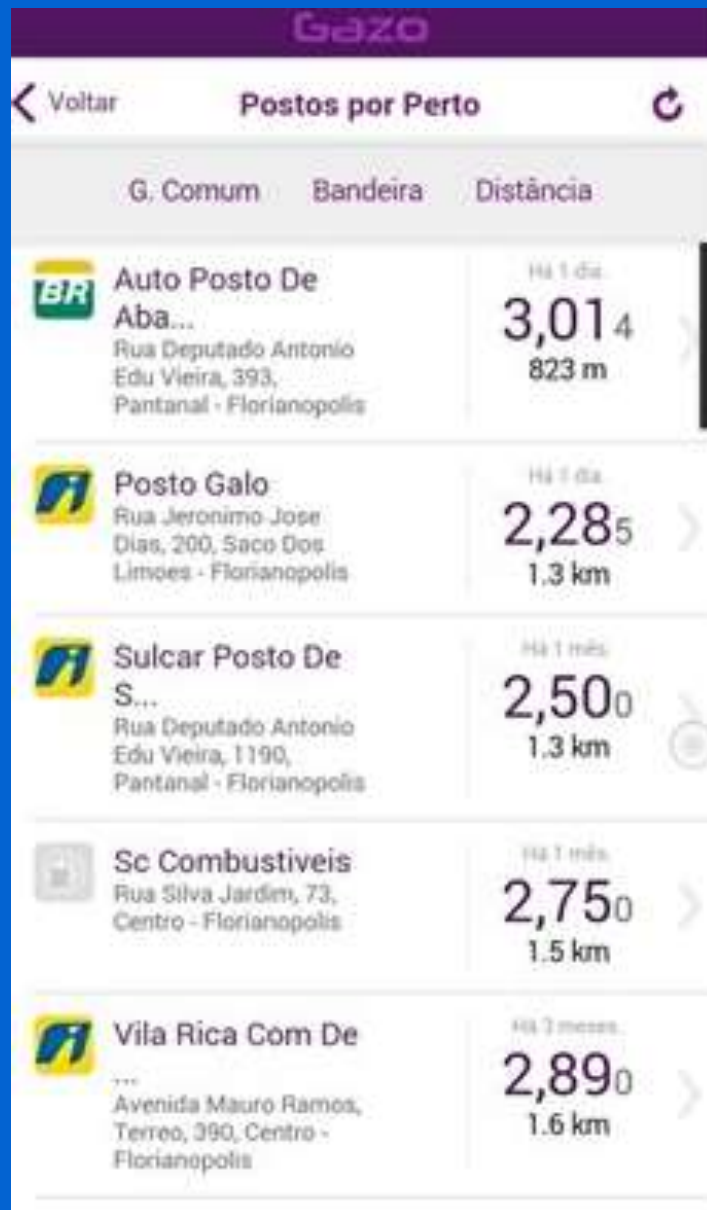 Gazo
Voltar
Postos por Perto
G. Comum Bandeira Distância
BR
Auto Posto De
Aba...
Rua Deputado Antonio
Edu Vieira, 393,
Pantanal - Florianopolis
Há 1 dia.
3,014
823 m
Posto Galo
Rua Jeronimo Jose
Dias, 200, Saco Dos
Limoes - Florianopolis
Há 1 dia.
2,285
1.3 km
Sulcar Posto De
S...
Rua Deputado Antonio
Edu Vieira, 1190,
Pantanal - Florianopolis
Há 1 mês.
2,500
1.3 km
Sc Combustiveis
Rua Silva Jardim, 73,
Centro - Florianopolis
Há 1 mês.
2,750
1.5 km
Vila Rica Com De
...
Avenida Mauro Ramos,
Terreo, 390, Centro -
Florianopolis
Há 3 meses.
2,890
1.6 km